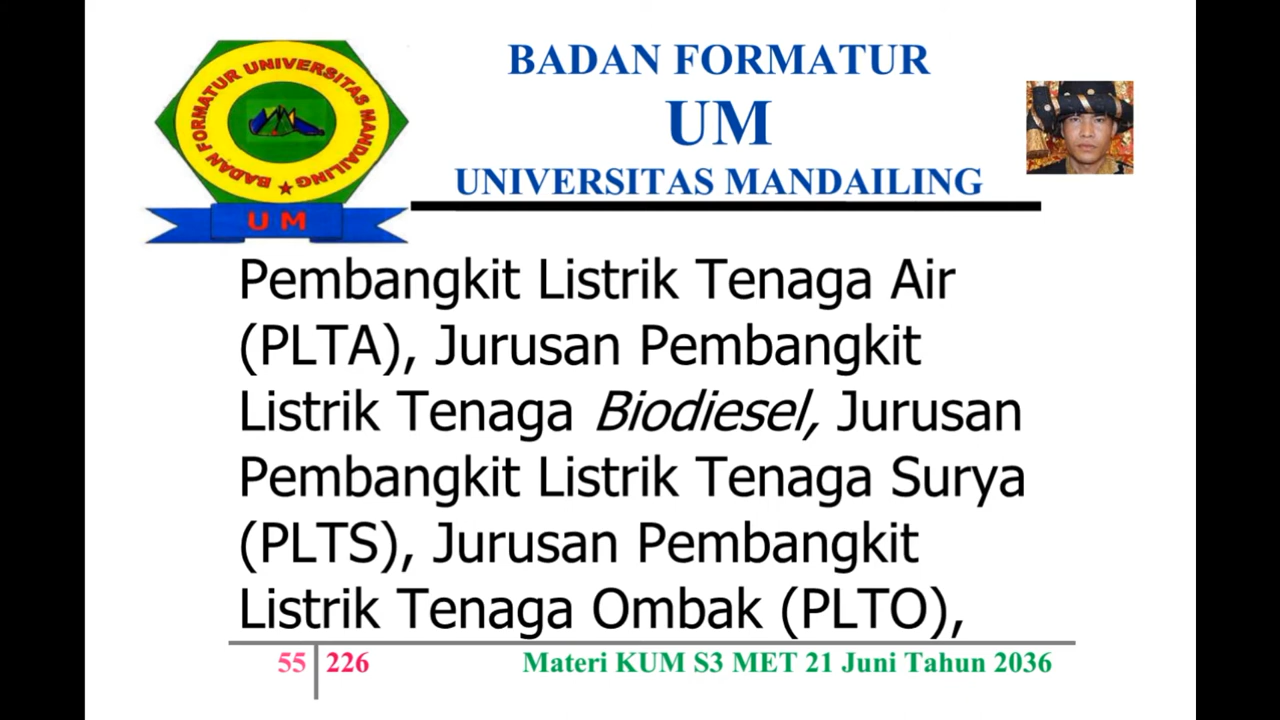 BADAN FORMATUR UNIVERSITAS MANDAILING
U M
BADAN FORMATUR
UM
UNIVERSITAS MANDAILING
Pembangkit Listrik Tenaga Air
(PLTA), Jurusan Pembangkit
Listrik Tenaga Biodiesel, Jurusan
Pembangkit Listrik Tenaga Surya
(PLTS), Jurusan Pembangkit
Listrik Tenaga Ombak (PLTO),
55 226 Materi KUM S3 MET 21 Juni Tahun 2036